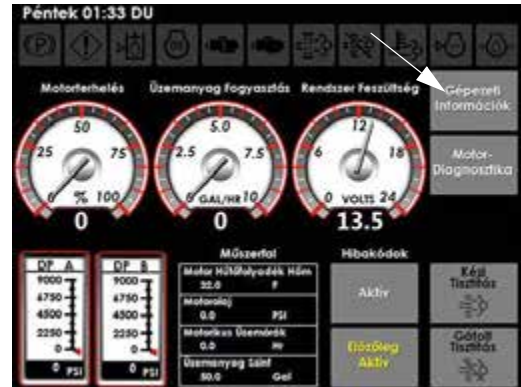 Péntek 01:33 DU
(P)
Motorterhelés
Üzemanyag Fogyasztás
Rendszer Feszültség
Gépezeti
Információk
25 50 75
0 % 100
0
2.5 5.0 7.5
0 GAL/HR 10
0
6 12 18
0 VOLTS 24
13.5
Motor-
Diagnosztika
DP A
9000
6750
4500
2250
0
0 PSI
DP B
9000
6750
4500
2250
0
0 PSI
Műszerfal
Motor Hűtőfolyadék Hőm
32.0 F
Motorolaj
0.0 PSI
Motorikus Üzemórák
0.0 Hr
Üzemanyag Szint
50.0 Gal
Hibakódok
Aktív
Előzőleg
Aktív
Kézi
Tisztítás
Gátolt
Tisztítás